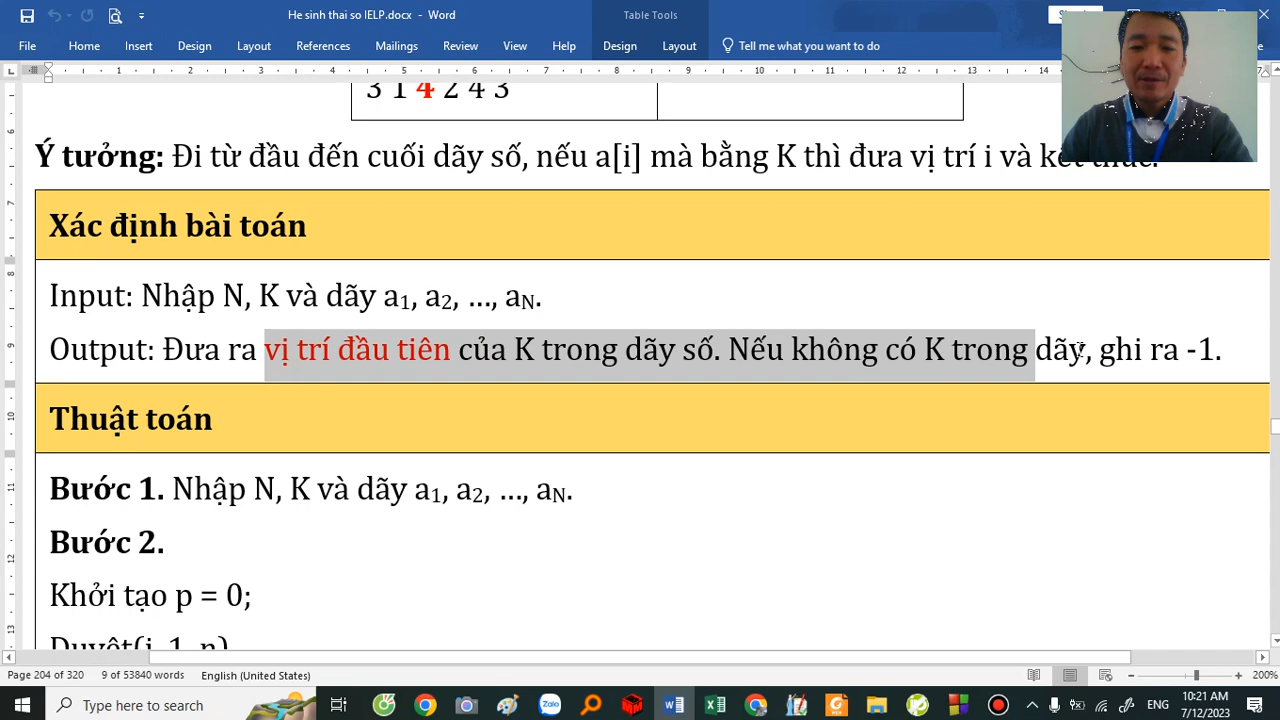 He sinh thai so IELP.docx - Word
Table Tools
File Home Insert Design Layout References Mailings Review View Help Design Layout Tell me what you want to do
3 1 4 2 4 3
Ý tưởng: Đi từ đầu đến cuối dãy số, nếu a[i] mà bằng K thì đưa vị trí i và kết thúc.
Xác định bài toán
Input: Nhập N, K và dãy a₁, a₂, ..., aN.
Output: Đưa ra vị trí đầu tiên của K trong dãy số. Nếu không có K trong dãy, ghi ra -1.
Thuật toán
Bước 1. Nhập N, K và dãy a₁, a₂, ..., aN.
Bước 2.
Khởi tạo p = 0;
Duyệt(i, 1, n)
Page 204 of 320 9 of 53840 words English (United States) 200%
Type here to search
Zalo
ENG
10:21 AM
7/12/2023